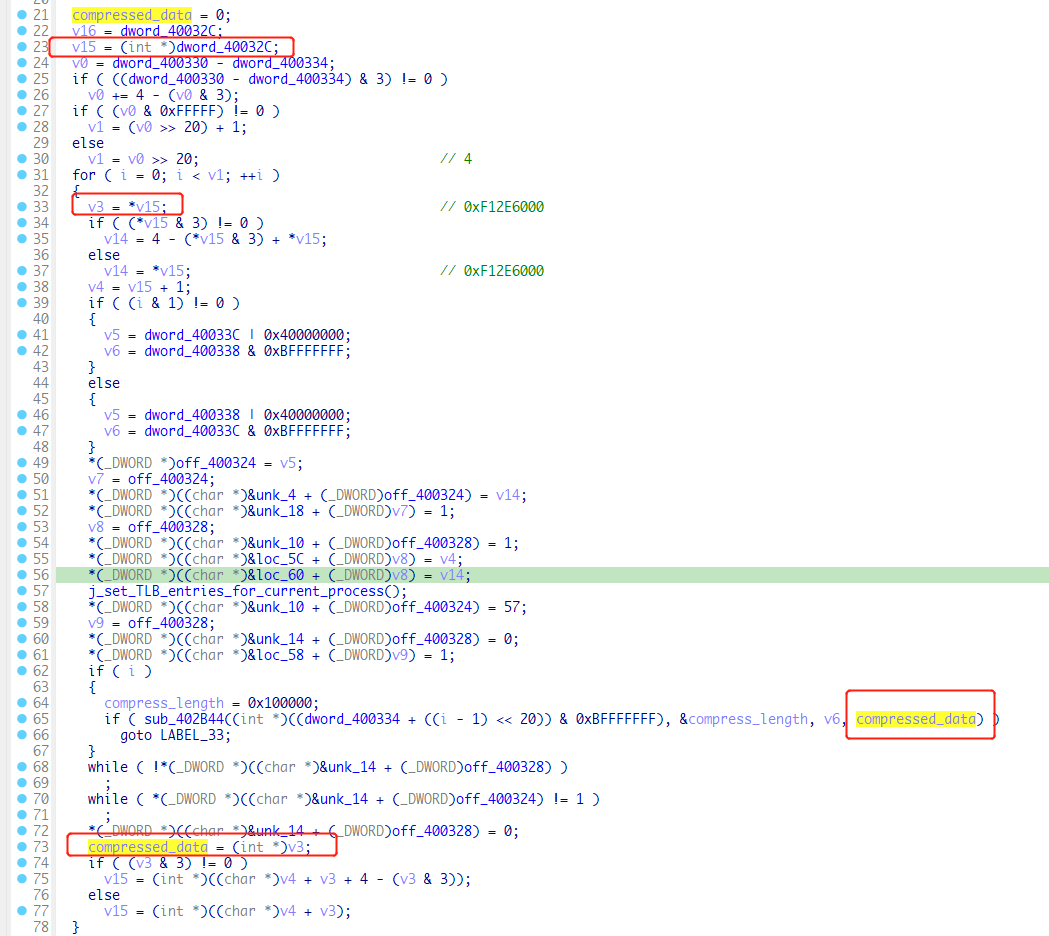 21 compressed_data = 0;
22 v16 = dword_40032C;
23 v15 = (int *)dword_40032C;
24 v0 = dword_400330 - dword_400334;
25 if ( ((dword_400330 - dword_400334) & 3) != 0 )
26 v0 += 4 - (v0 & 3);
27 if ( (v0 & 0xFFFFF) != 0 )
28 v1 = (v0 >> 20) + 1;
29 else
30 v1 = v0 >> 20; // 4
31 for ( i = 0; i < v1; ++i )
32 {
33 v3 = *v15; // 0xF12E6000
34 if ( (*v15 & 3) != 0 )
35 v14 = 4 - (*v15 & 3) + *v15;
36 else
37 v14 = *v15; // 0xF12E6000
38 v4 = v15 + 1;
39 if ( (i & 1) != 0 )
40 {
41 v5 = dword_40033C | 0x40000000;
42 v6 = dword_400338 & 0xBFFFFFFF;
43 }
44 else
45 {
46 v5 = dword_400338 | 0x40000000;
47 v6 = dword_40033C & 0xBFFFFFFF;
48 }
49 *(_DWORD *)off_400324 = v5;
50 v7 = off_400324;
51 *(_DWORD *)((char *)&unk_4 + (_DWORD)off_400324) = v14;
52 *(_DWORD *)((char *)&unk_18 + (_DWORD)v7) = 1;
53 v8 = off_400328;
54 *(_DWORD *)((char *)&unk_10 + (_DWORD)off_400328) = 1;
55 *(_DWORD *)((char *)&loc_5C + (_DWORD)v8) = v4;
56 *(_DWORD *)((char *)&loc_60 + (_DWORD)v8) = v14;
57 j_set_TLB_entries_for_current_process();
58 *(_DWORD *)((char *)&unk_10 + (_DWORD)off_400324) = 57;
59 v9 = off_400328;
60 *(_DWORD *)((char *)&unk_14 + (_DWORD)off_400328) = 0;
61 *(_DWORD *)((char *)&loc_58 + (_DWORD)v9) = 1;
62 if ( i )
63 {
64 compress_length = 0x100000;
65 if ( sub_402B44((int *)((dword_400334 + ((i - 1) << 20)) & 0xBFFFFFFF), &compress_length, v6, compressed_data) )
66 goto LABEL_33;
67 }
68 while ( !*(_DWORD *)((char *)&unk_14 + (_DWORD)off_400328) )
69 ;
70 while ( *(_DWORD *)((char *)&unk_14 + (_DWORD)off_400324) != 1 )
71 ;
72 *(_DWORD *)((char *)&unk_14 + (_DWORD)off_400328) = 0;
73 compressed_data = (int *)v3;
74 if ( (v3 & 3) != 0 )
75 v15 = (int *)((char *)v4 + v3 + 4 - (v3 & 3));
76 else
77 v15 = (int *)((char *)v4 + v3);
78 }